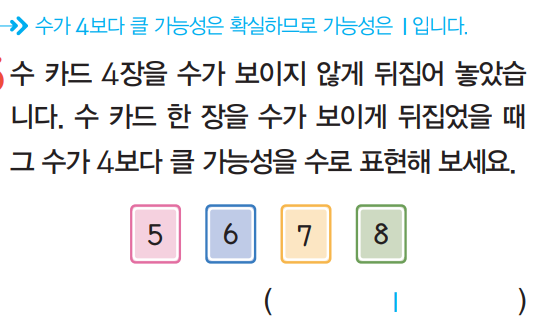 수가 4보다 클 가능성은 확실하므로 가능성은 1입니다.
수 카드 4장을 수가 보이지 않게 뒤집어 놓았습
니다. 수 카드 한 장을 수가 보이게 뒤집었을 때
그 수가 4보다 클 가능성을 수로 표현해 보세요.
5 6 7 8
( 1 )